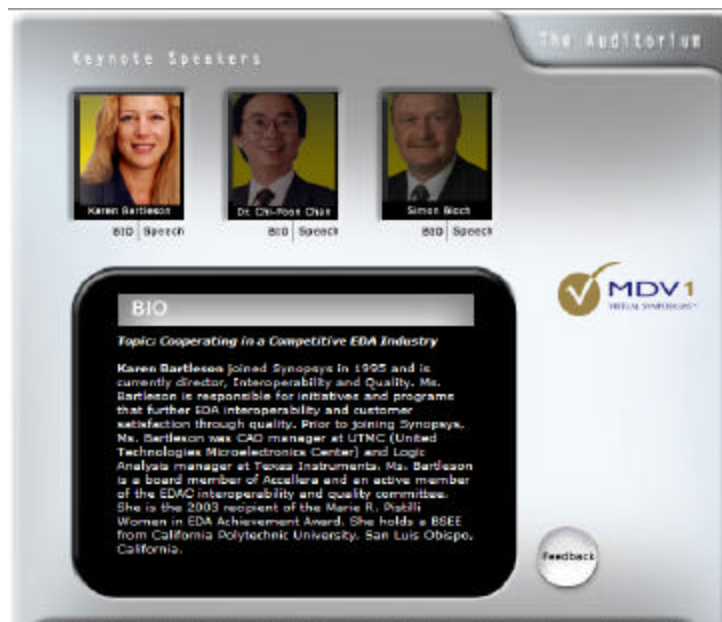 The Auditorium
Keynote Speakers
Karen Bartleson
Dr. Chi-Foon Chan
Simon Bloch
BIO | Speech
BIO | Speech
BIO | Speech
MDV1
VIRTUAL SYMPOSIUM
BIO
Topic: Cooperating in a Competitive EDA Industry
Karen Bartleson joined Synopsys in 1995 and is
currently director, Interoperability and Quality. Ms.
Bartleson is responsible for initiatives and programs
that further EDA interoperability and customer
satisfaction through quality. Prior to joining Synopsys,
Ms. Bartleson was CAD manager at UTMC (United
Technologies Microelectronics Center) and Logic
Analysis manager at Texas Instruments. Ms. Bartleson
is a board member of Accellera and an active member
of the EDAC interoperability and quality committee.
She is the 2003 recipient of the Marie R. Pistilli
Women in EDA Achievement Award. She holds a BSEE
from California Polytechnic University, San Luis Obispo,
California.
Feedback